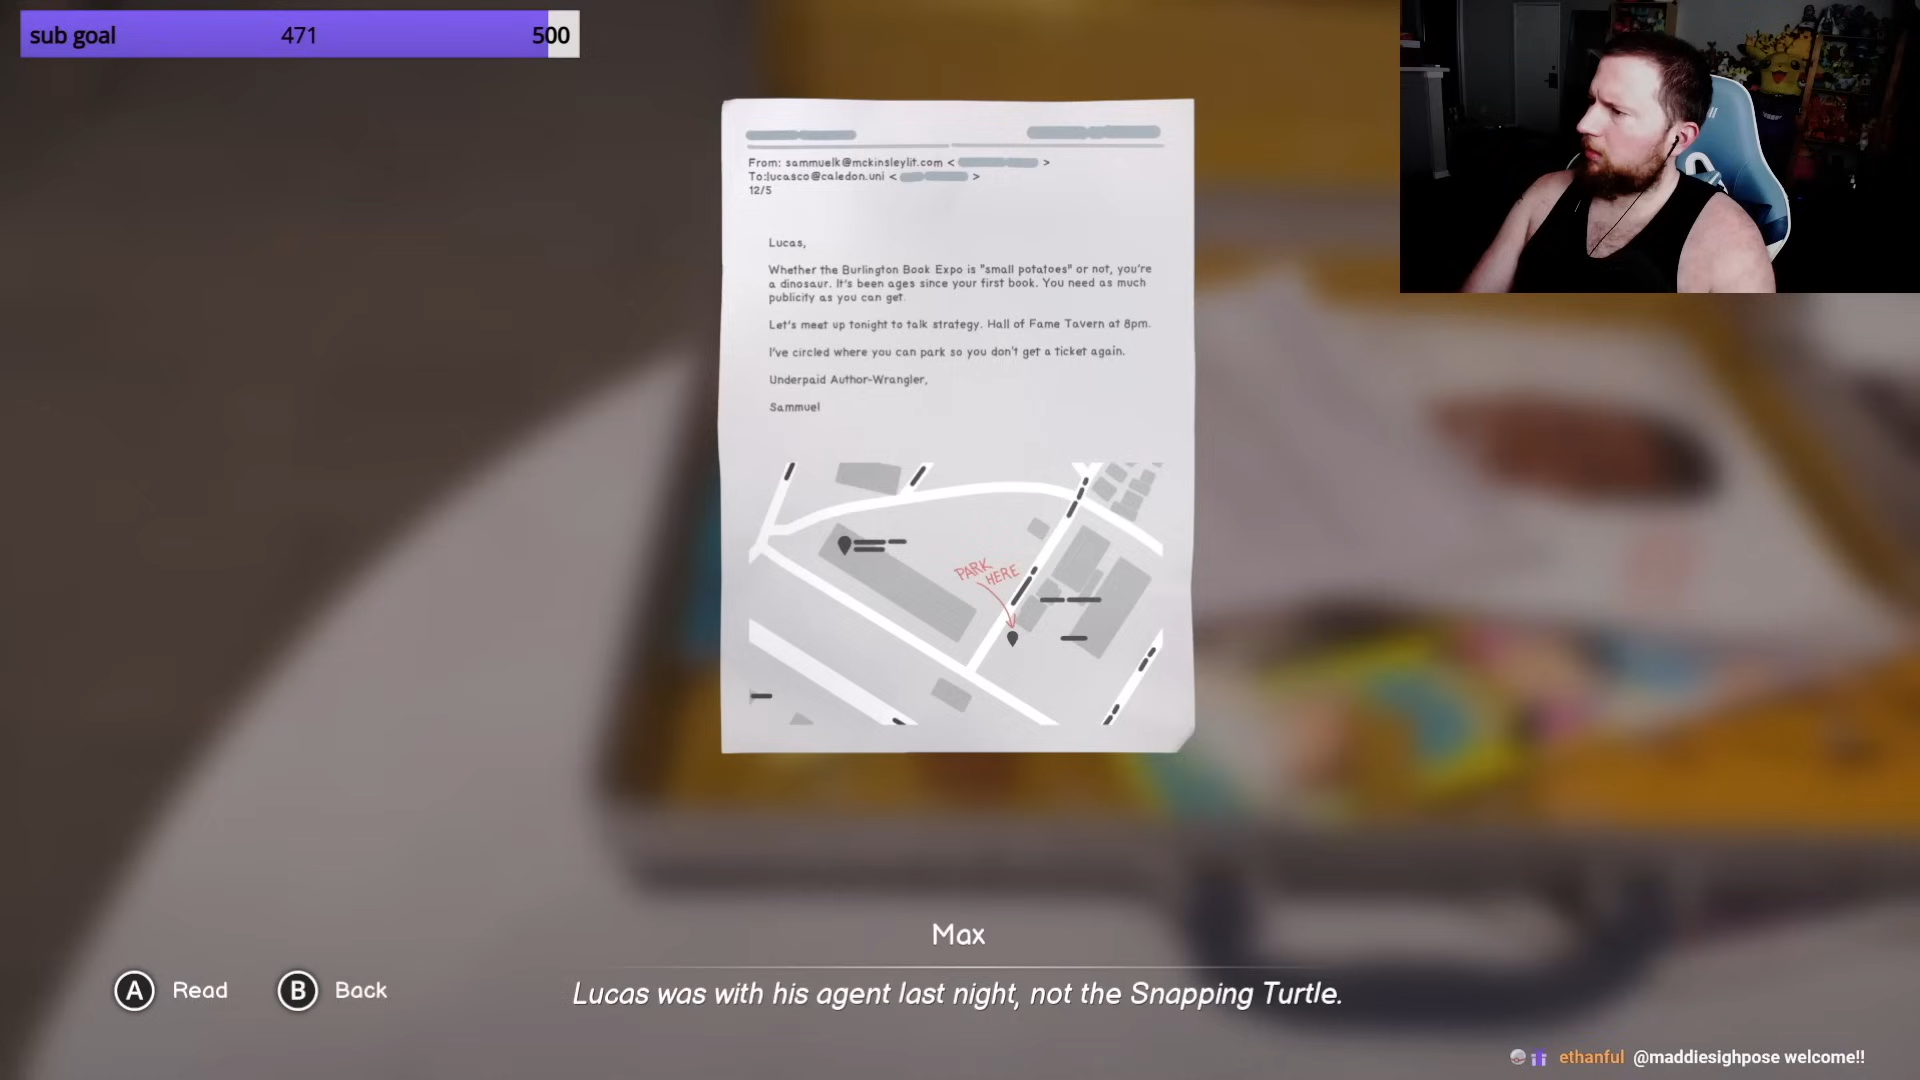 sub goal 471 500
From: sammuelk@mckinsleylit.com < >
To:lucasco@caledon.uni < >
12/5
Lucas,
Whether the Burlington Book Expo is "small potatoes" or not, you're
a dinosaur. It's been ages since your first book. You need as much
publicity as you can get.
Let's meet up tonight to talk strategy. Hall of Fame Tavern at 8pm.
I've circled where you can park so you don't get a ticket again.
Underpaid Author-Wrangler,
Sammuel
PARK
HERE
Max
A Read B Back
Lucas was with his agent last night, not the Snapping Turtle.
ethanful @maddiesighpose welcome!!